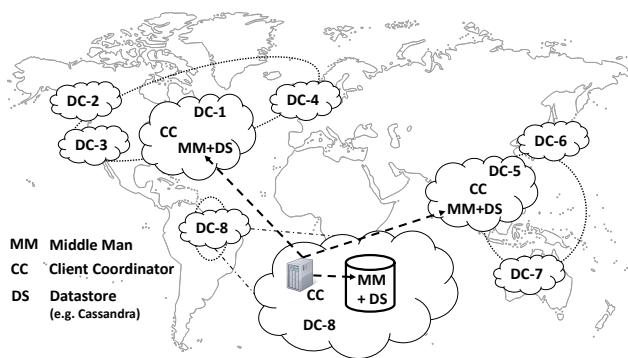 DC-2
DC-1
DC-4
CC
DC-3
MM+DS
DC-6
DC-5
CC
MM+DS
DC-8
MM Middle Man
CC Client Coordinator
DS Datastore
(e.g. Cassandra)
DC-7
MM
+ DS
CC
DC-8